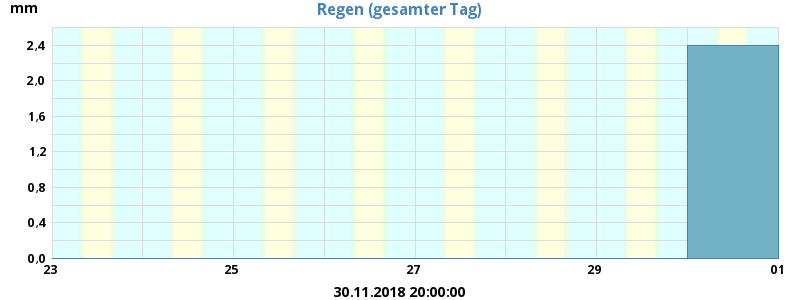 mm
Regen (gesamter Tag)
2,4
2,0
1,6
1,2
0,8
0,4
0,0
23 25 27 29 01
30.11.2018 20:00:00